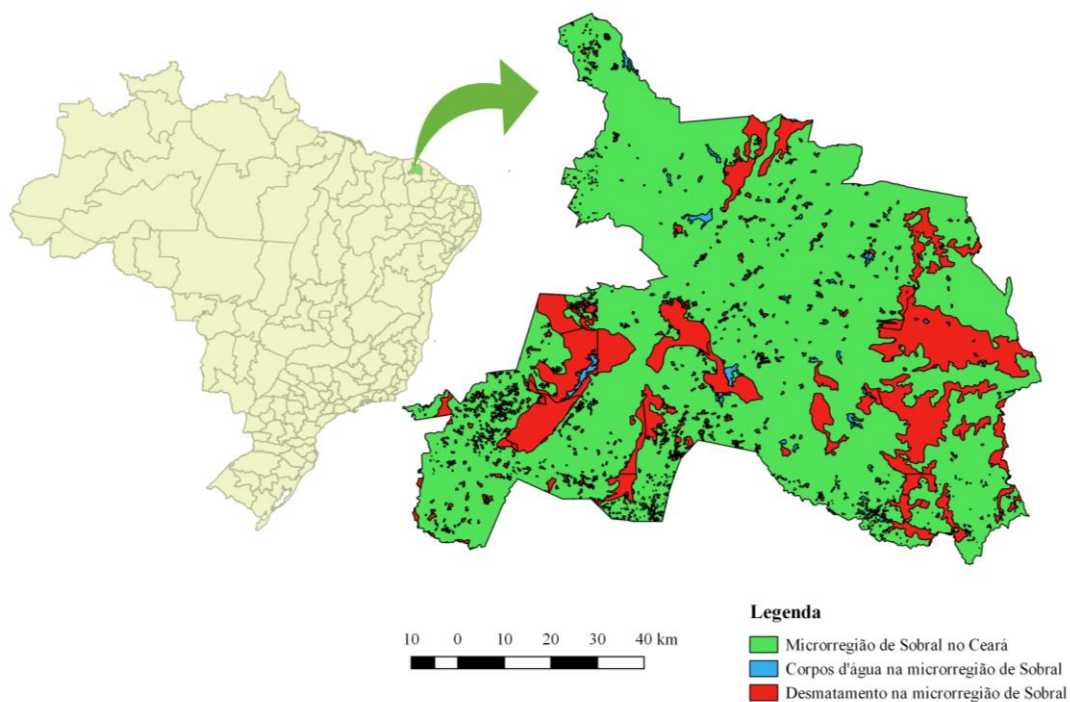 10 0 10 20 30 40 km
Legenda
Microrregião de Sobral no Ceará
Corpos d'água na microrregião de Sobral
Desmatamento na microrregião de Sobral